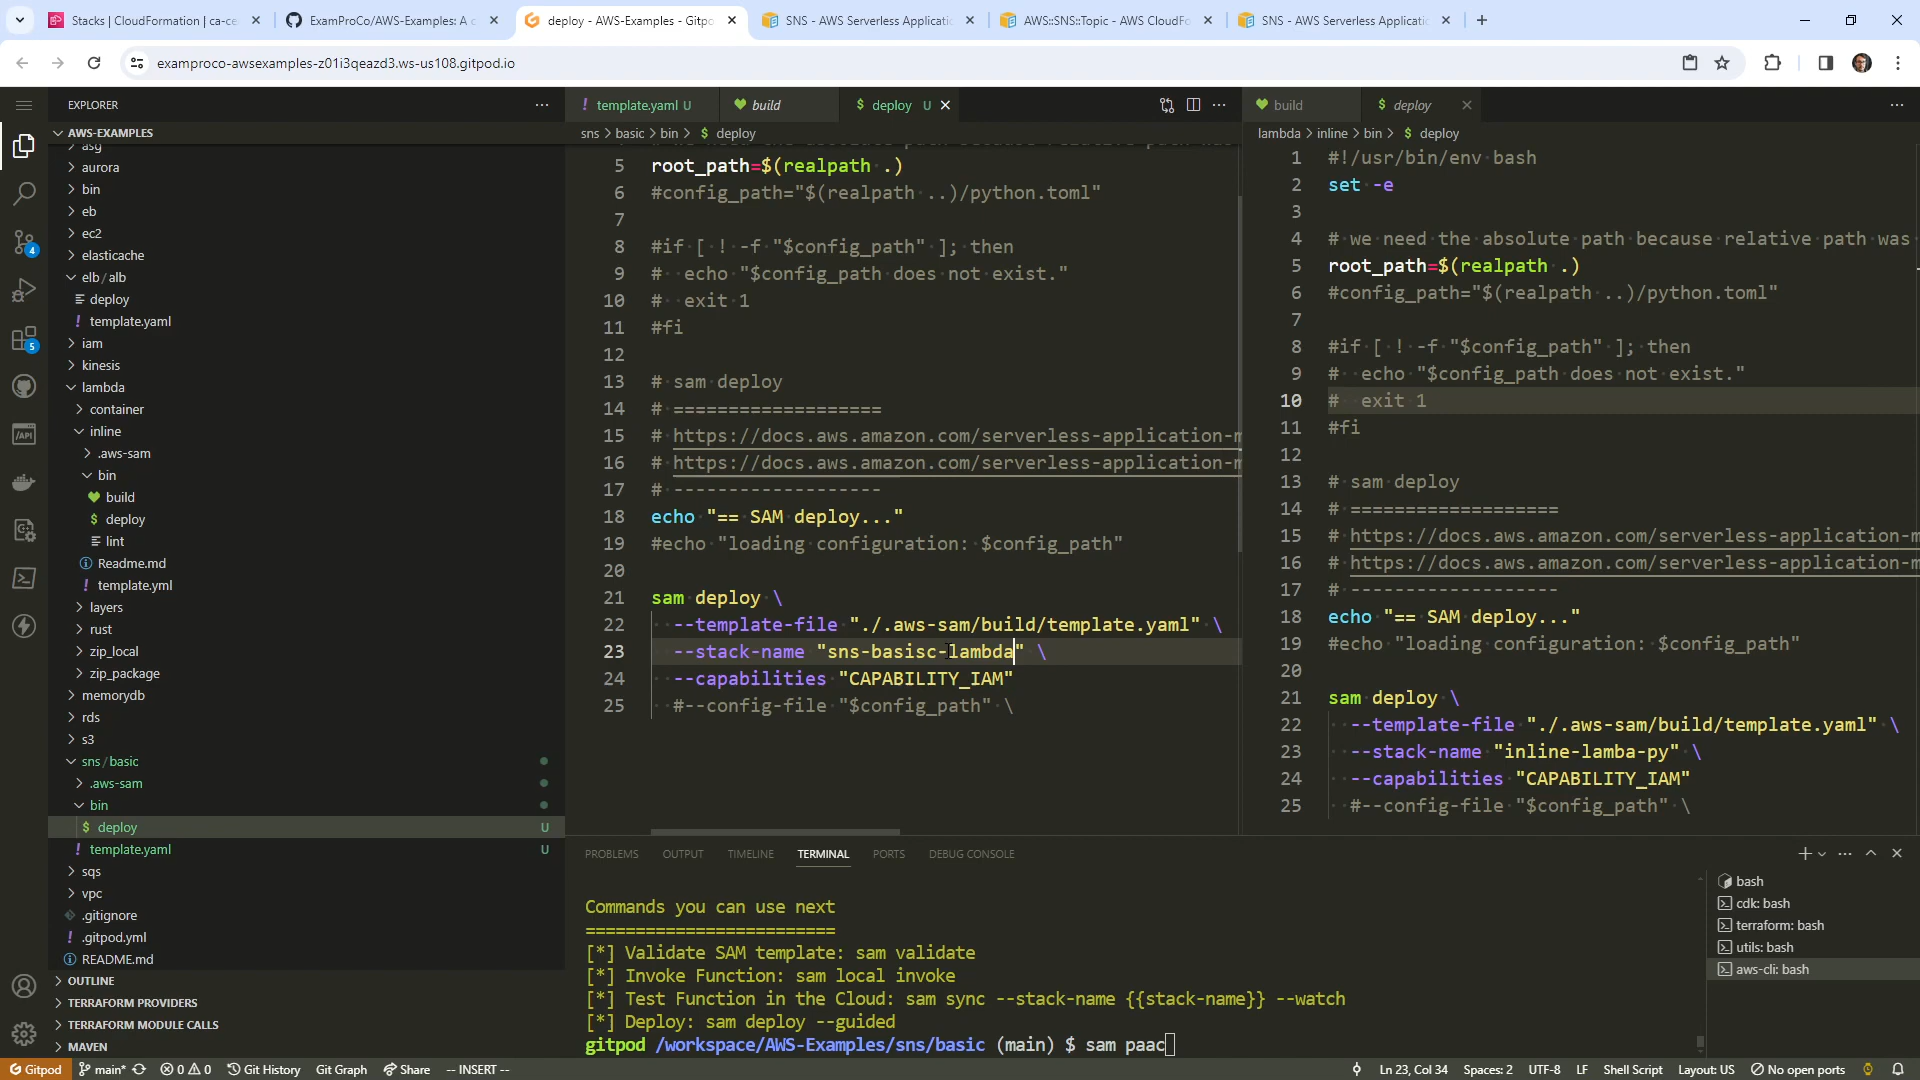 Stacks | CloudFormation | ca-ce
ExamProCo/AWS-Examples: A c
deploy - AWS-Examples - Gitpo
SNS - AWS Serverless Applicatio
AWS::SNS::Topic - AWS CloudFo
SNS - AWS Serverless Applicati
examproco-awsexamples-z01i3qeazd3.ws-us108.gitpod.io
EXPLORER
AWS-EXAMPLES
asg
aurora
bin
eb
ec2
elasticache
elb / alb
deploy
template.yaml
iam
kinesis
lambda
container
inline
.aws-sam
bin
build
deploy
lint
Readme.md
template.yml
layers
rust
zip_local
zip_package
memorydb
rds
s3
sns / basic
.aws-sam
bin
deploy U
template.yaml U
sqs
vpc
.gitignore
.gitpod.yml
README.md
OUTLINE
TERRAFORM PROVIDERS
TERRAFORM MODULE CALLS
MAVEN
4
5
/API
template.yaml U
build
deploy U
sns > basic > bin > $ deploy
5 root_path=$(realpath .)
6 #config_path="$(realpath ..)/python.toml"
7
8 #if [ ! -f "$config_path" ]; then
9 #  echo "$config_path does not exist."
10 #  exit 1
11 #fi
12
13 # sam deploy
14 # ===================
15 # https://docs.aws.amazon.com/serverless-application-m
16 # https://docs.aws.amazon.com/serverless-application-m
17 # -------------------
18 echo "== SAM deploy..."
19 #echo "loading configuration: $config_path"
20
21 sam deploy \
22   --template-file "./.aws-sam/build/template.yaml" \
23   --stack-name "sns-basisc-lambda" \
24   --capabilities "CAPABILITY_IAM"
25   #--config-file "$config_path" \
build
deploy
lambda > inline > bin > $ deploy
1 #!/usr/bin/env bash
2 set -e
3
4 # we need the absolute path because relative path was
5 root_path=$(realpath .)
6 #config_path="$(realpath ..)/python.toml"
7
8 #if [ ! -f "$config_path" ]; then
9 #  echo "$config_path does not exist."
10 #  exit 1
11 #fi
12
13 # sam deploy
14 # ===================
15 # https://docs.aws.amazon.com/serverless-application-m
16 # https://docs.aws.amazon.com/serverless-application-m
17 # -------------------
18 echo "== SAM deploy..."
19 #echo "loading configuration: $config_path"
20
21 sam deploy \
22   --template-file "./.aws-sam/build/template.yaml" \
23   --stack-name "inline-lamba-py" \
24   --capabilities "CAPABILITY_IAM"
25   #--config-file "$config_path" \
PROBLEMS OUTPUT TIMELINE TERMINAL PORTS DEBUG CONSOLE
Commands you can use next
=========================
[*] Validate SAM template: sam validate
[*] Invoke Function: sam local invoke
[*] Test Function in the Cloud: sam sync --stack-name {{stack-name}} --watch
[*] Deploy: sam deploy --guided
gitpod /workspace/AWS-Examples/sns/basic (main) $ sam paac
bash
cdk: bash
terraform: bash
utils: bash
aws-cli: bash
Gitpod main* 0 0 Git History Git Graph Share -- INSERT -- Ln 23, Col 34 Spaces: 2 UTF-8 LF Shell Script Layout: US No open ports